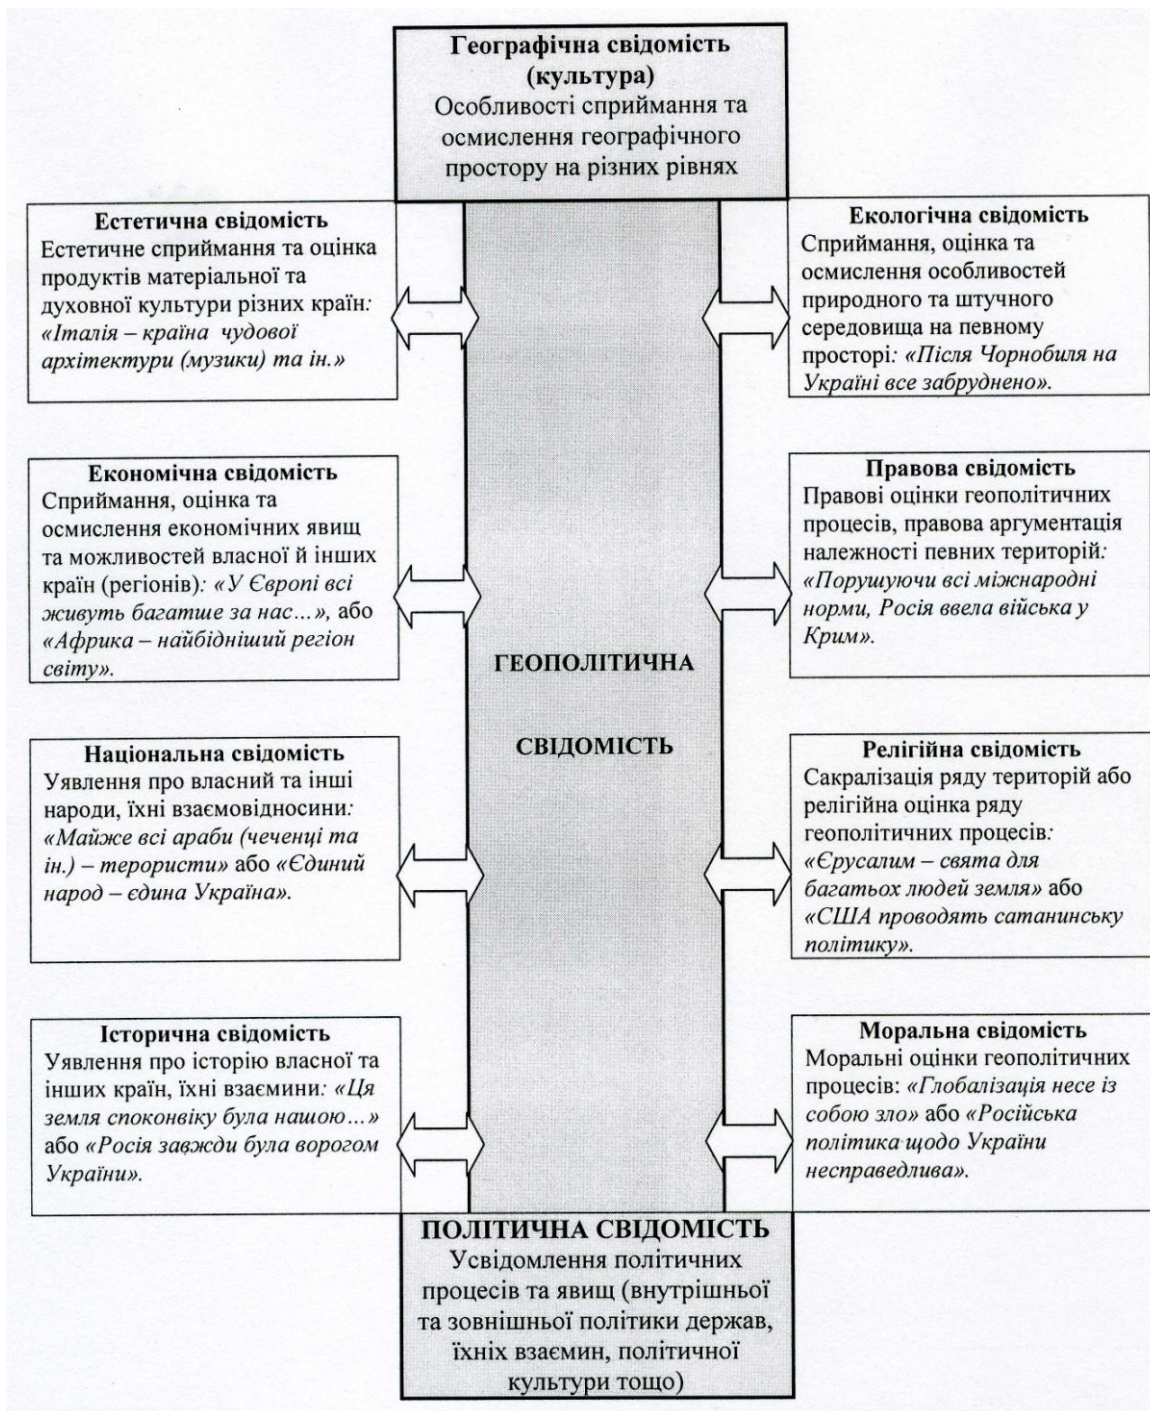 Географічна свідомість
(культура)
Особливості сприймання та
осмислення географічного
простору на різних рівнях
Естетична свідомість
Естетичне сприймання та оцінка
продуктів матеріальної та
духовної культури різних країн:
«Італія – країна чудової
архітектури (музики) та ін.»
Екологічна свідомість
Сприймання, оцінка та
осмислення особливостей
природного та штучного
середовища на певному
просторі: «Після Чорнобиля на
Україні все забруднено».
Економічна свідомість
Сприймання, оцінка та
осмислення економічних явищ
та можливостей власної й інших
країн (регіонів): «У Європі всі
живуть багатше за нас…», або
«Африка – найбідніший регіон
світу».
Правова свідомість
Правові оцінки геополітичних
процесів, правова аргументація
належності певних територій:
«Порушуючи всі міжнародні
норми, Росія ввела війська у
Крим».
ГЕОПОЛІТИЧНА
СВІДОМІСТЬ
Національна свідомість
Уявлення про власний та інші
народи, їхні взаємовідносини:
«Майже всі араби (чеченці та
ін.) – терористи» або «Єдиний
народ – єдина Україна».
Релігійна свідомість
Сакралізація ряду територій або
релігійна оцінка ряду
геополітичних процесів:
«Єрусалим – свята для
багатьох людей земля» або
«США проводять сатанинську
політику».
Історична свідомість
Уявлення про історію власної та
інших країн, їхні взаємини: «Ця
земля споконвіку була нашою…»
або «Росія завжди була ворогом
України».
Моральна свідомість
Моральні оцінки геополітичних
процесів: «Глобалізація несе із
собою зло» або «Російська
політика щодо України
несправедлива».
ПОЛІТИЧНА СВІДОМІСТЬ
Усвідомлення політичних
процесів та явищ (внутрішньої
та зовнішньої політики держав,
їхніх взаємин, політичної
культури тощо)